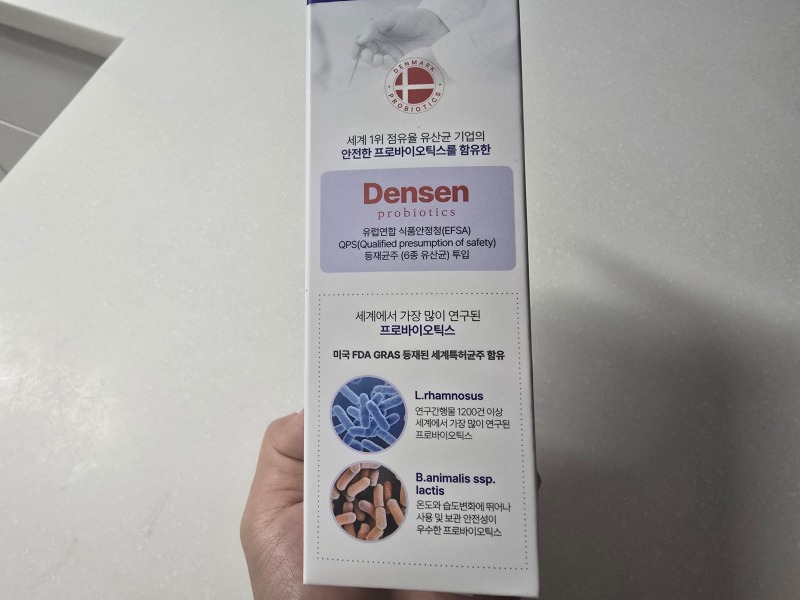 DENMARK
PROBIOTICS
세계 1위 점유율 유산균 기업의
안전한 프로바이오틱스를 함유한
Densen
probiotics
유럽연합 식품안정청(EFSA)
QPS(Qualified presumption of safety)
등재균주 (6종 유산균) 투입
세계에서 가장 많이 연구된
프로바이오틱스
미국 FDA GRAS 등재된 세계특허균주 함유
L.rhamnosus
연구간행물 1200건 이상
세계에서 가장 많이 연구된
프로바이오틱스
B.animalis ssp.
lactis
온도와 습도변화에 뛰어나
사용 및 보관 안전성이
우수한 프로바이오틱스